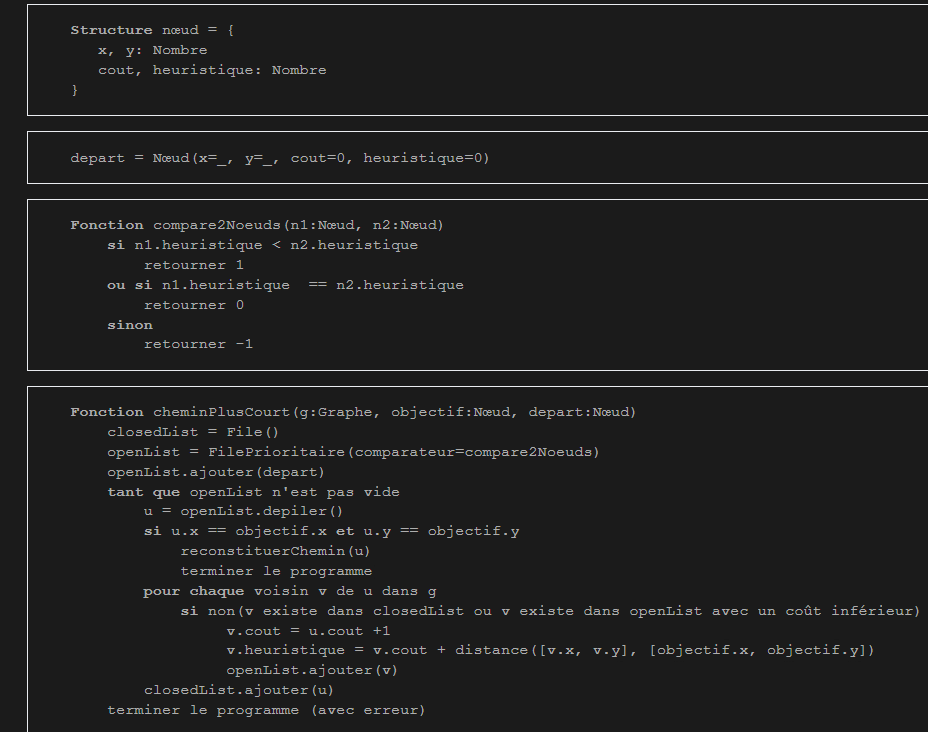 Structure nœud = {
x, y: Nombre
cout, heuristique: Nombre
}
depart = Nœud(x=_, y=_, cout=0, heuristique=0)
Fonction compare2Noeuds(n1:Nœud, n2:Nœud)
si n1.heuristique < n2.heuristique
retourner 1
ou si n1.heuristique  == n2.heuristique
retourner 0
sinon
retourner -1
Fonction cheminPlusCourt(g:Graphe, objectif:Nœud, depart:Nœud)
closedList = File()
openList = FilePrioritaire(comparateur=compare2Noeuds)
openList.ajouter(depart)
tant que openList n'est pas vide
u = openList.depiler()
si u.x == objectif.x et u.y == objectif.y
reconstituerChemin(u)
terminer le programme
pour chaque voisin v de u dans g
si non(v existe dans closedList ou v existe dans openList avec un coût inférieur)
v.cout = u.cout +1
v.heuristique = v.cout + distance([v.x, v.y], [objectif.x, objectif.y])
openList.ajouter(v)
closedList.ajouter(u)
terminer le programme (avec erreur)